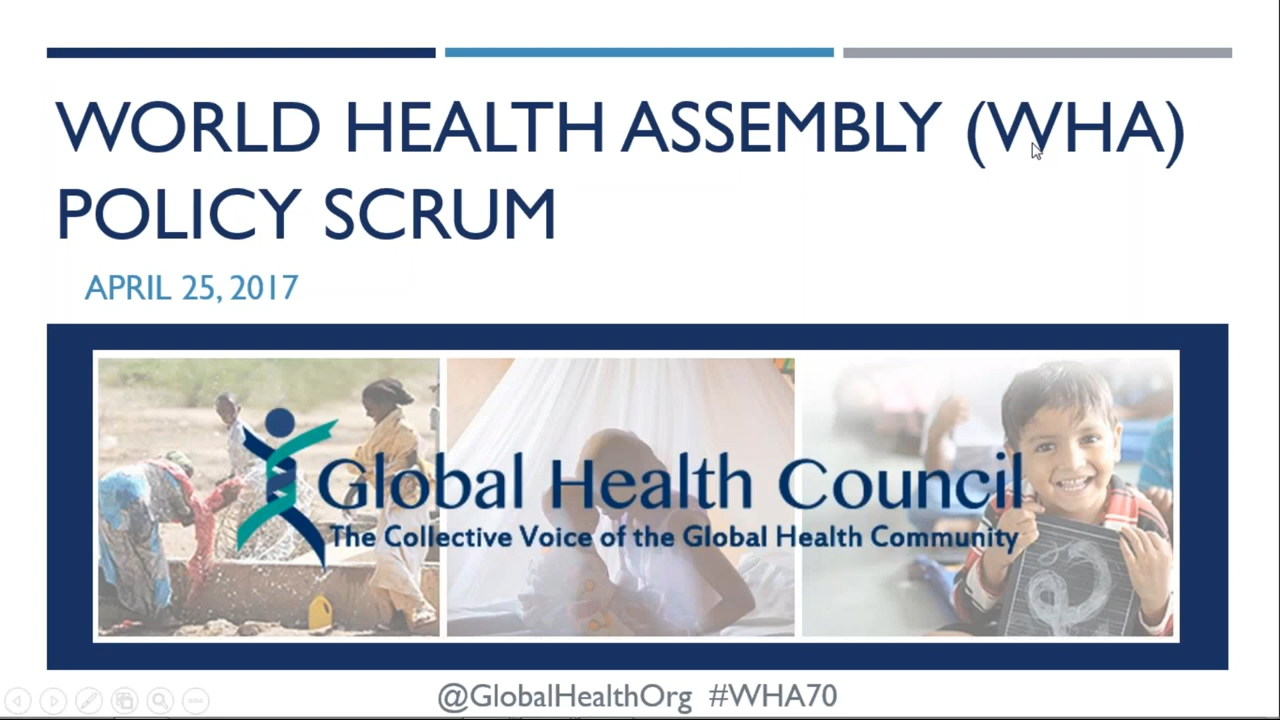 WORLD HEALTH ASSEMBLY (WHA)
POLICY SCRUM
APRIL 25, 2017
Global Health Council
The Collective Voice of the Global Health Community
@GlobalHealthOrg #WHA70